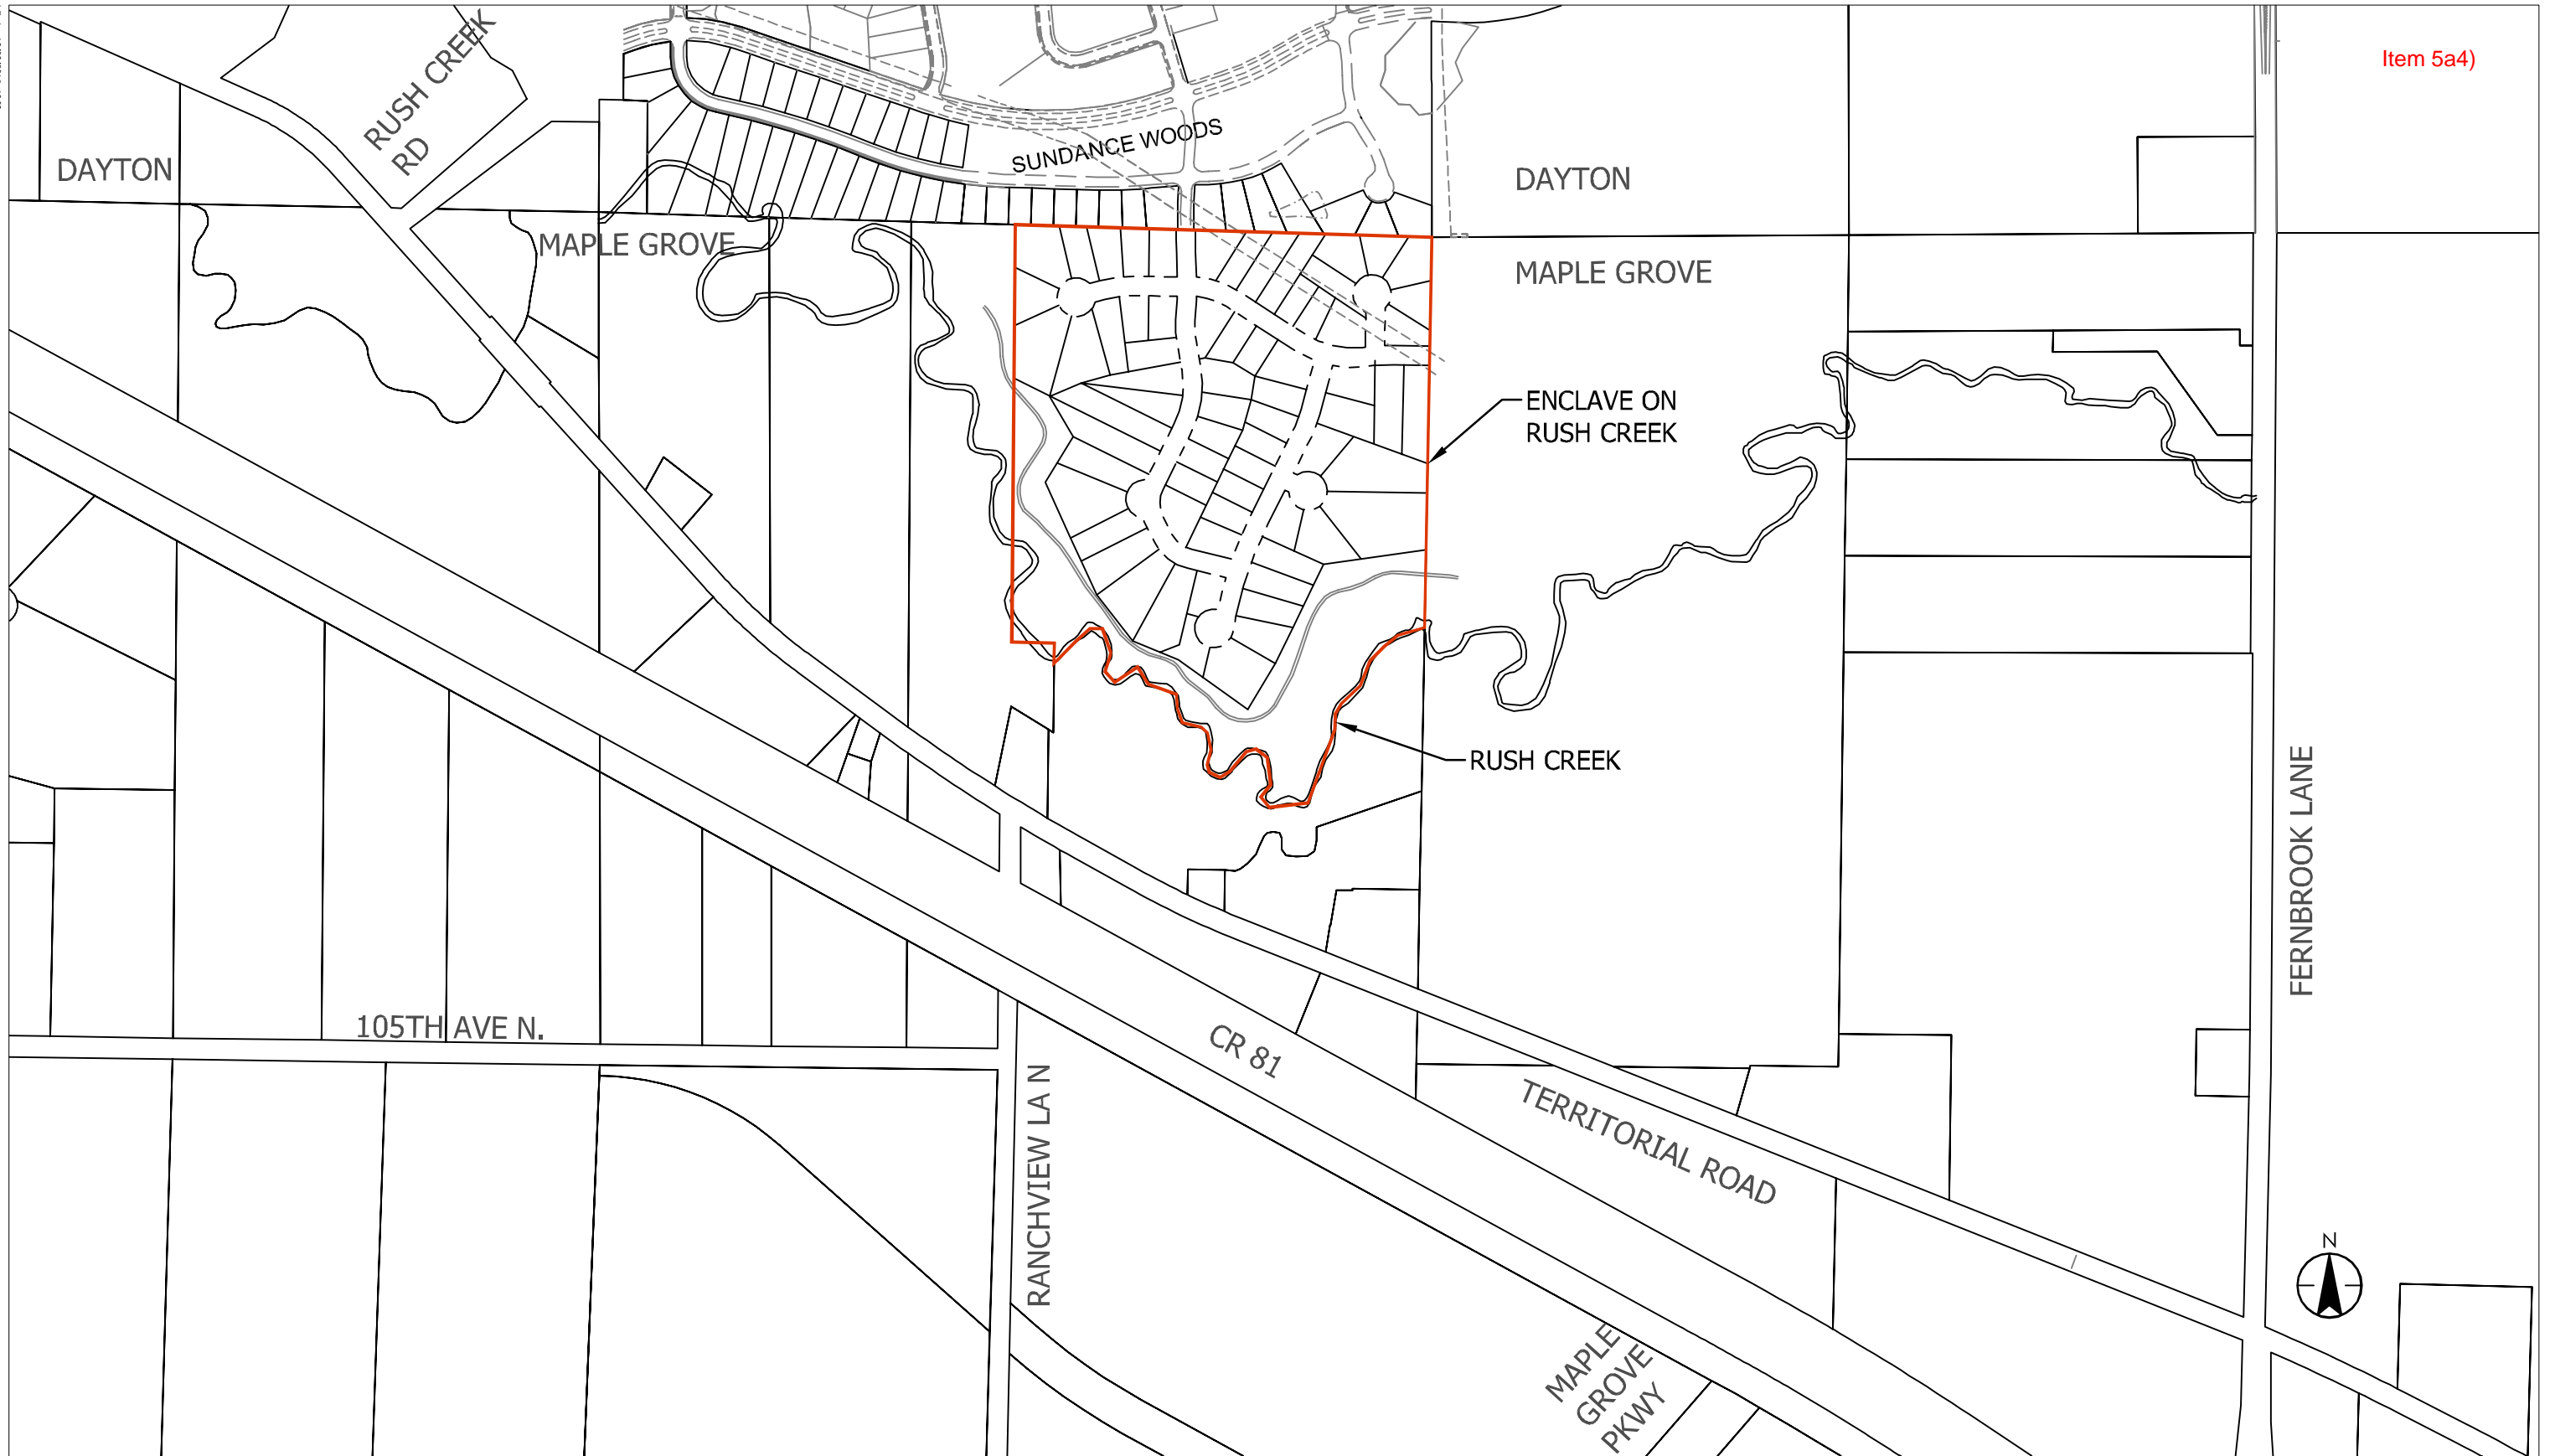 Item 5a4)
RUSH CREEK
RD
SUNDANCE WOODS
DAYTON
DAYTON
MAPLE GROVE
MAPLE GROVE
ENCLAVE ON
RUSH CREEK
RUSH CREEK
FERNBROOK LANE
105TH AVE N.
CR 81
RANCHVIEW LA N
TERRITORIAL ROAD
N
MAPLE
GROVE
PKWY